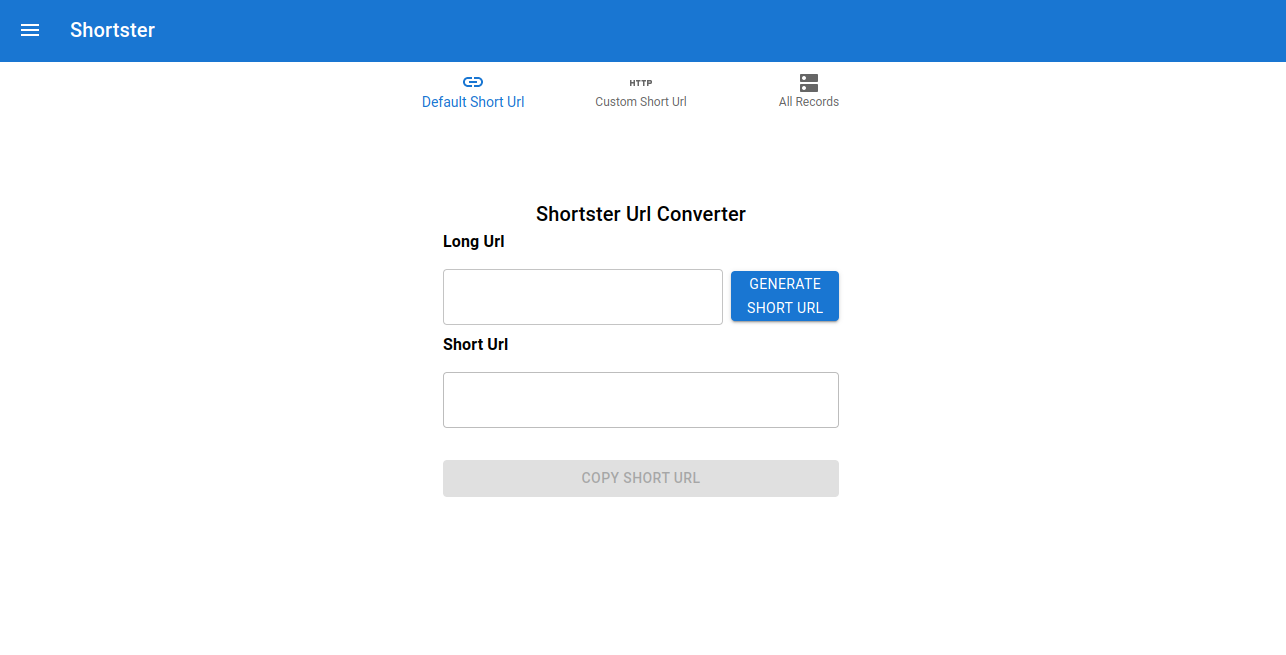 Shortster
HTTP
Default Short Url
Custom Short Url
All Records
Shortster Url Converter
Long Url
GENERATE
SHORT URL
Short Url
COPY SHORT URL